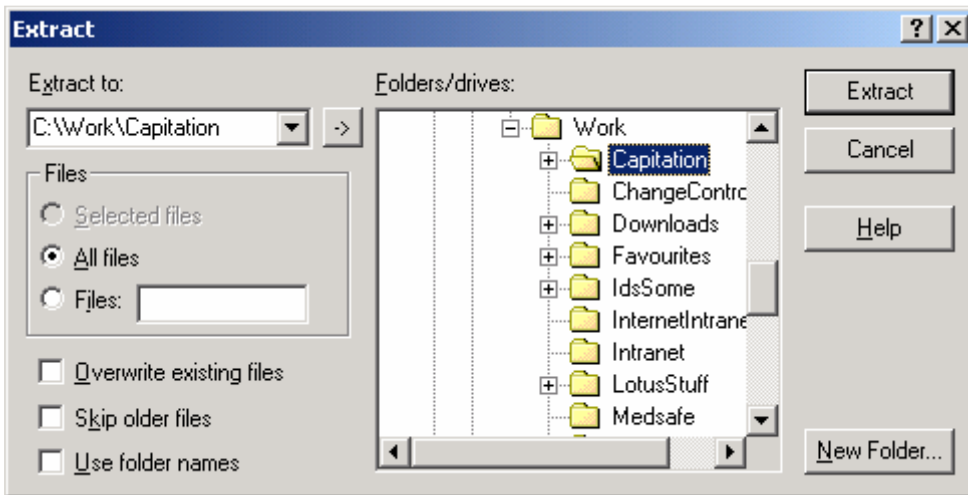 Extract
Extract to:
C:\Work\Capitation
->
Files
Selected files
All files
Files:
Overwrite existing files
Skip older files
Use folder names
Folders/drives:
Work
Capitation
ChangeContro
Downloads
Favourites
IdsSome
InternetIntrane
Intranet
LotusStuff
Medsafe
Extract
Cancel
Help
New Folder...